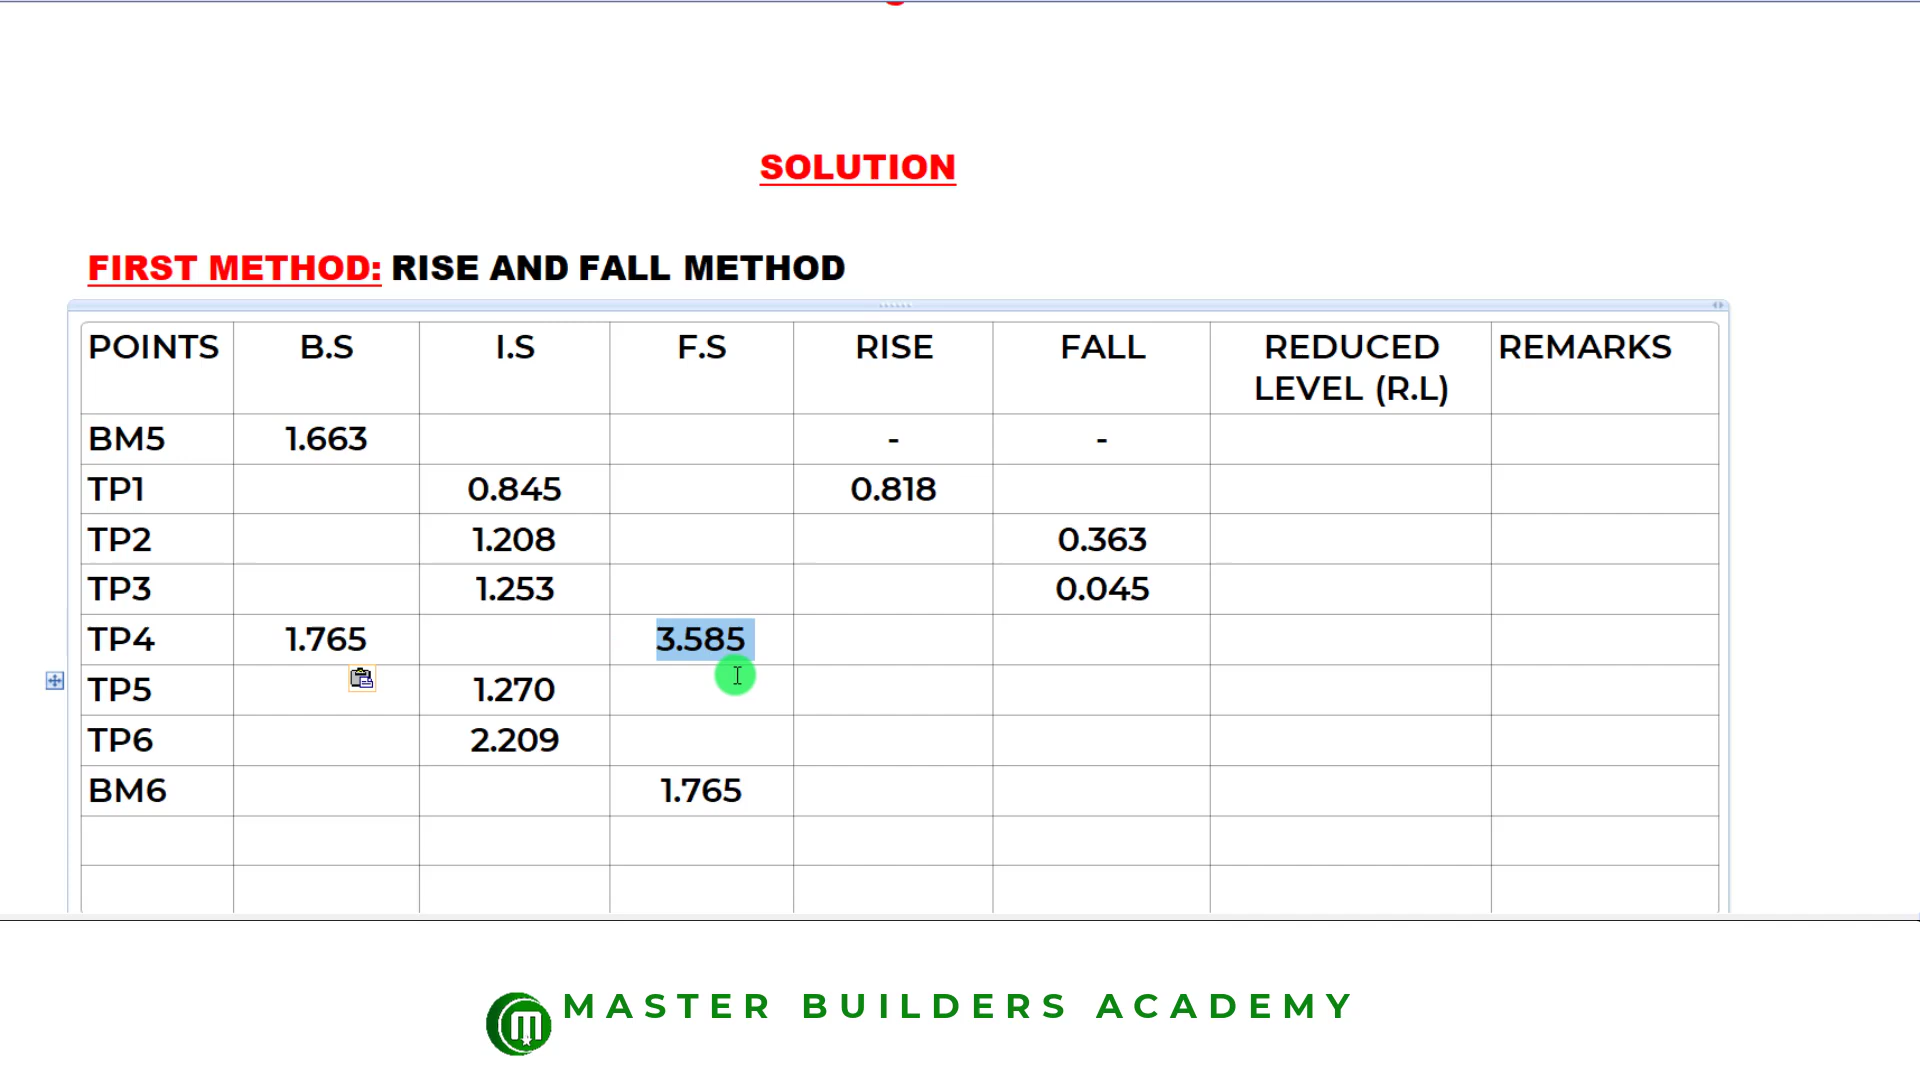 SOLUTION
FIRST METHOD: RISE AND FALL METHOD
POINTS B.S I.S F.S RISE FALL REDUCED LEVEL (R.L) REMARKS
BM5 1.663 - -
TP1 0.845 0.818
TP2 1.208 0.363
TP3 1.253 0.045
TP4 1.765 3.585
TP5 1.270
TP6 2.209
BM6 1.765
MASTER BUILDERS ACADEMY